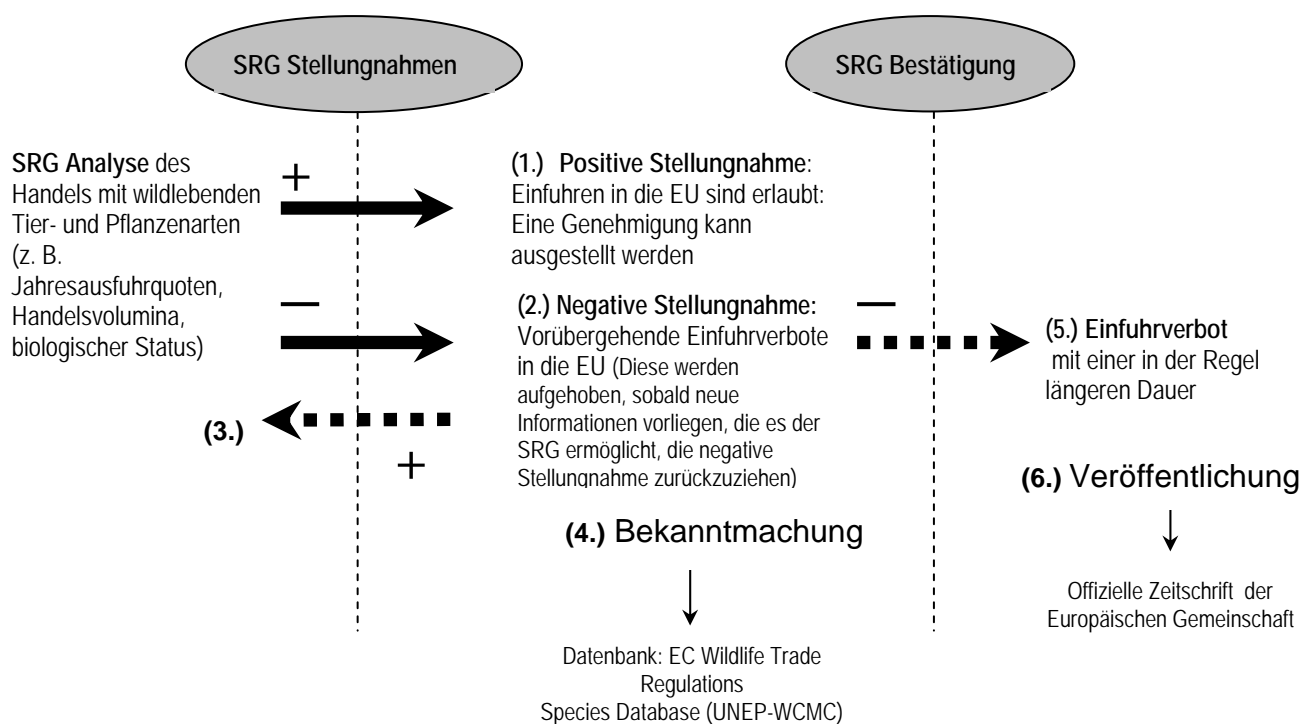 SRG Stellungnahmen
SRG Bestätigung
SRG Analyse des
Handels mit wildlebenden
Tier- und Pflanzenarten
(z. B.
Jahresausfuhrquoten,
Handelsvolumina,
biologischer Status)
+
(1.) Positive Stellungnahme:
Einfuhren in die EU sind erlaubt:
Eine Genehmigung kann
ausgestellt werden
–
(2.) Negative Stellungnahme:
Vorübergehende Einfuhrverbote
in die EU (Diese werden
aufgehoben, sobald neue
Informationen vorliegen, die es der
SRG ermöglicht, die negative
Stellungnahme zurückzuziehen)
–
(5.) Einfuhrverbot
mit einer in der Regel
längeren Dauer
(3.)
+
(4.) Bekanntmachung
Datenbank: EC Wildlife Trade
Regulations
Species Database (UNEP-WCMC)
(6.) Veröffentlichung
Offizielle Zeitschrift der
Europäischen Gemeinschaft